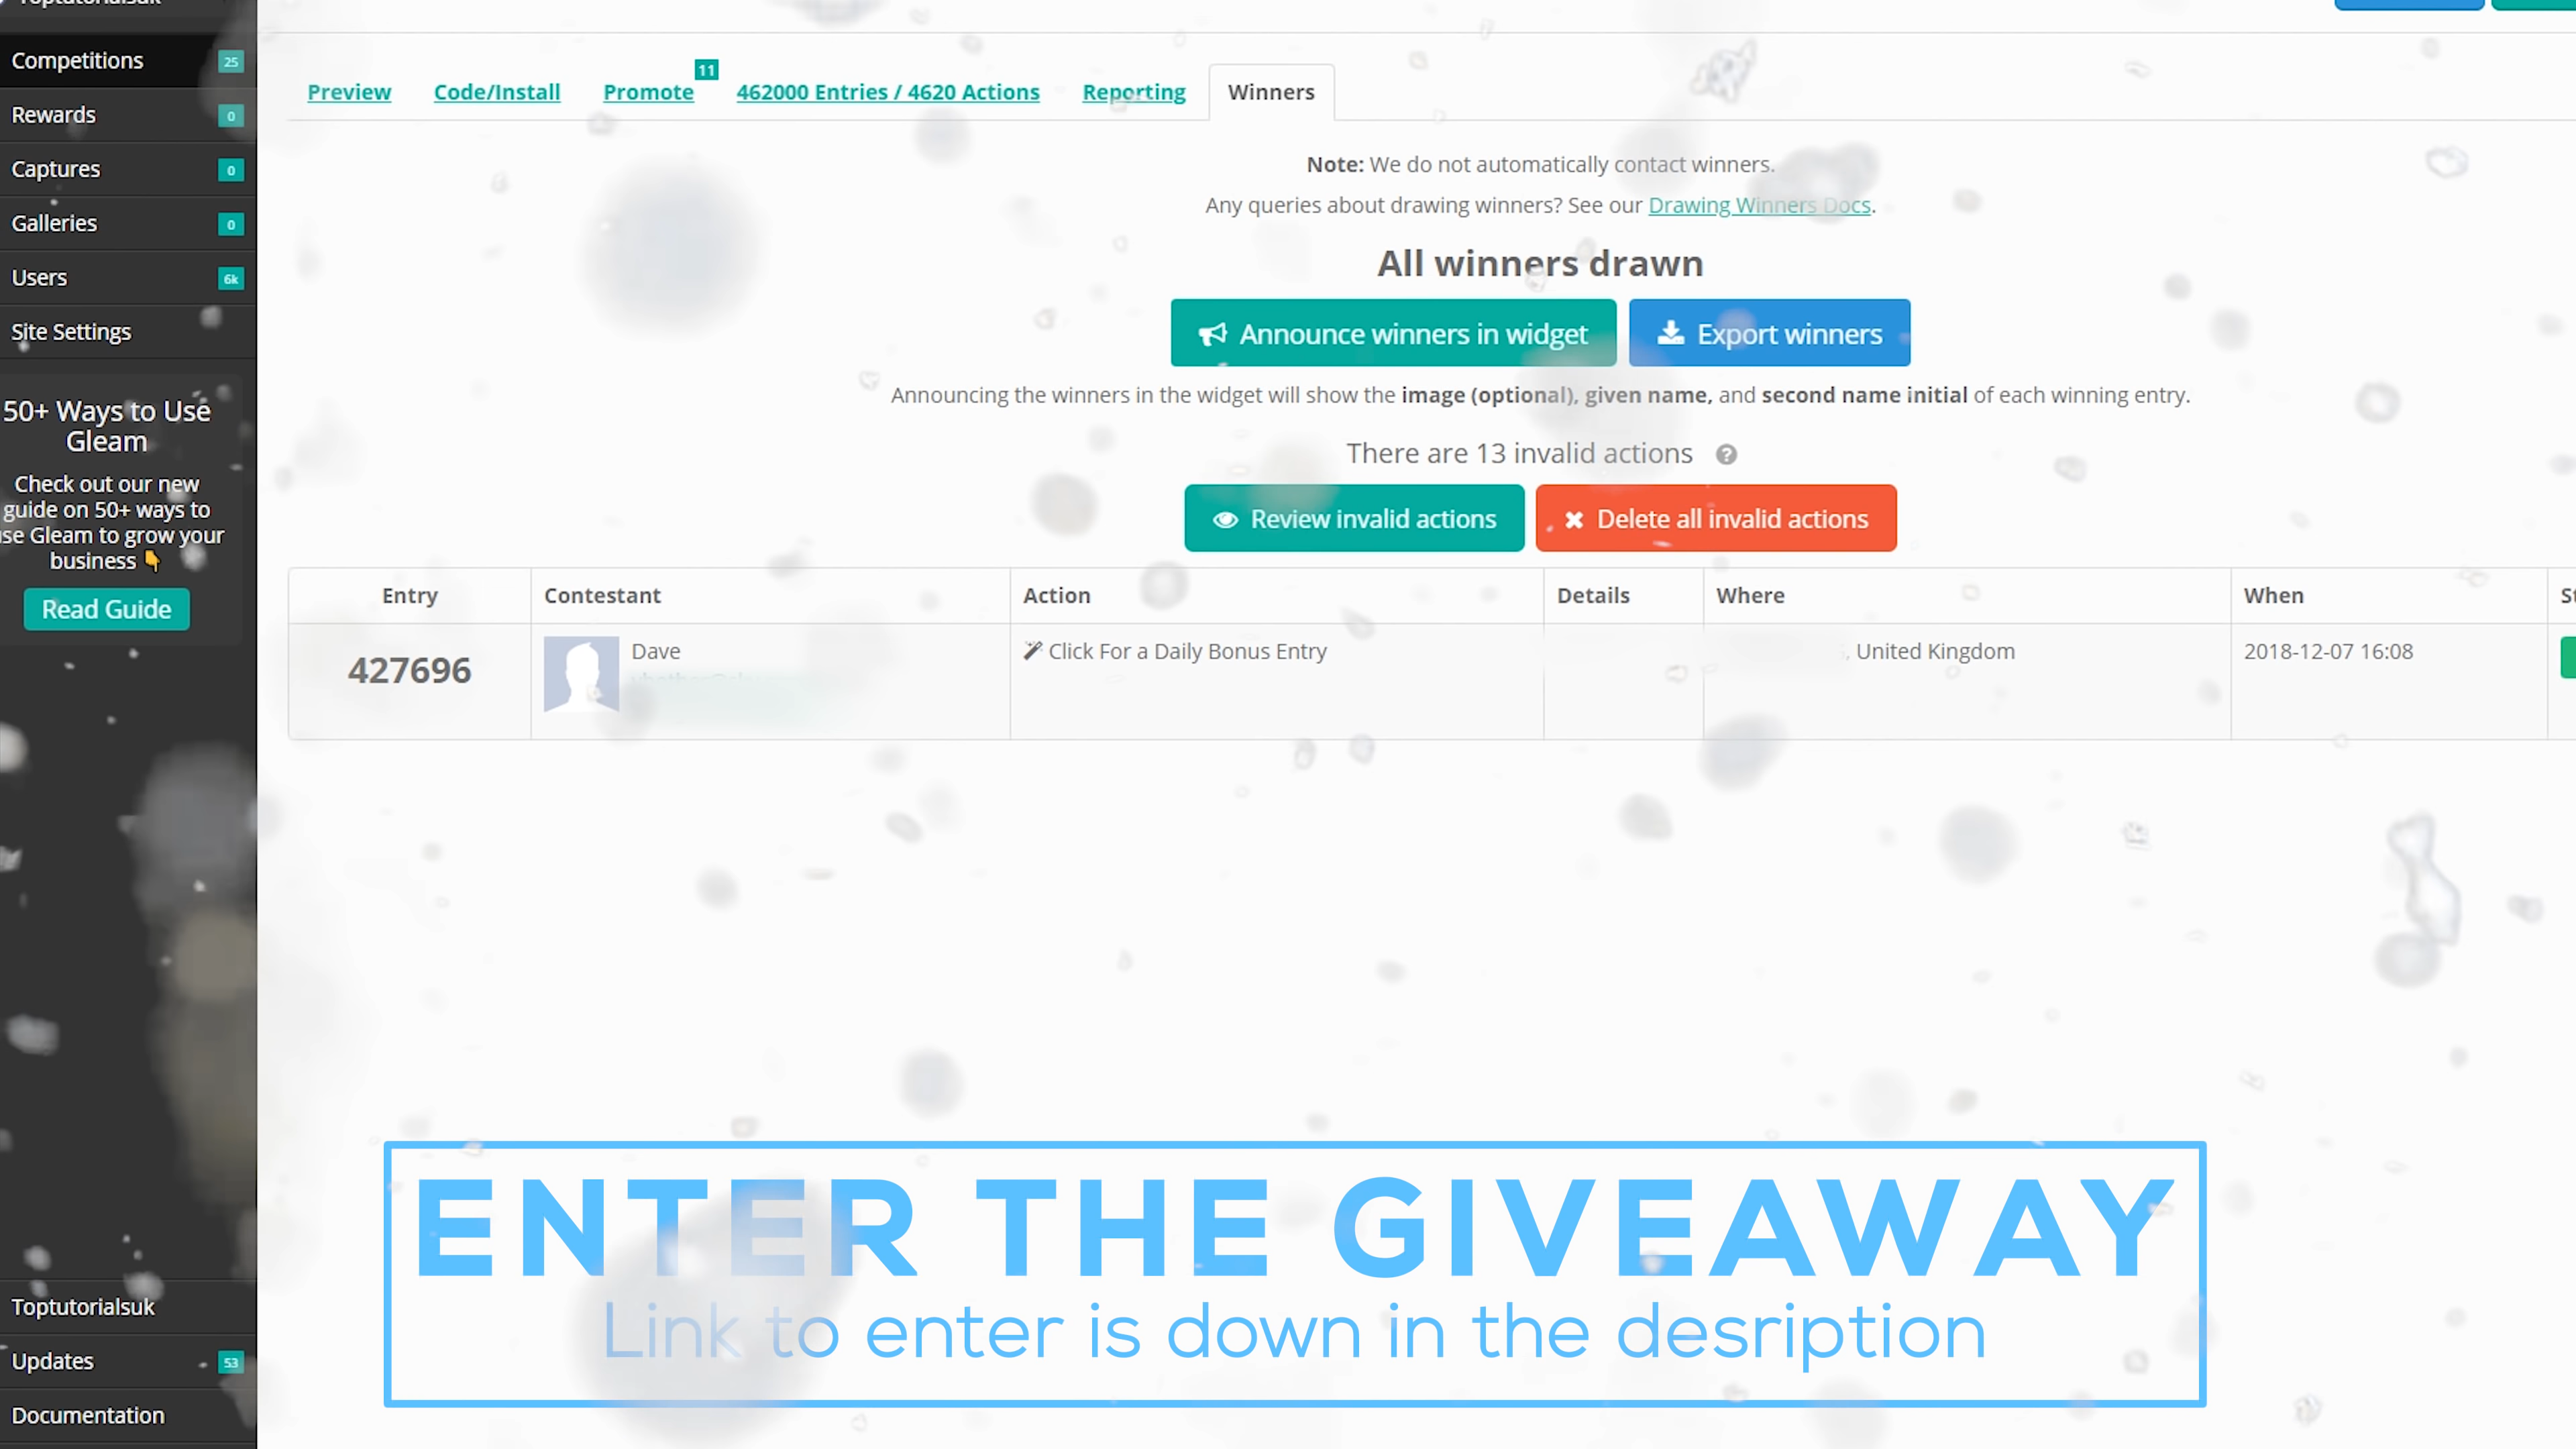 Toptutorialsuk
Competitions 25
Rewards 0
Captures 0
Galleries 0
Users 6k
Site Settings
50+ Ways to Use
Gleam
Check out our new
guide on 50+ ways to
se Gleam to grow your
business
Read Guide
Toptutorialsuk
Updates 53
Documentation
Preview Code/Install Promote 11 462000 Entries / 4620 Actions Reporting Winners
Note: We do not automatically contact winners.
Any queries about drawing winners? See our Drawing Winners Docs.
All winners drawn
Announce winners in widget Export winners
Announcing the winners in the widget will show the image (optional), given name, and second name initial of each winning entry.
There are 13 invalid actions ?
Review invalid actions Delete all invalid actions
Entry Contestant Action Details Where When St
427696 Dave Click For a Daily Bonus Entry , United Kingdom 2018-12-07 16:08
ENTER THE GIVEAWAY
Link to enter is down in the desription